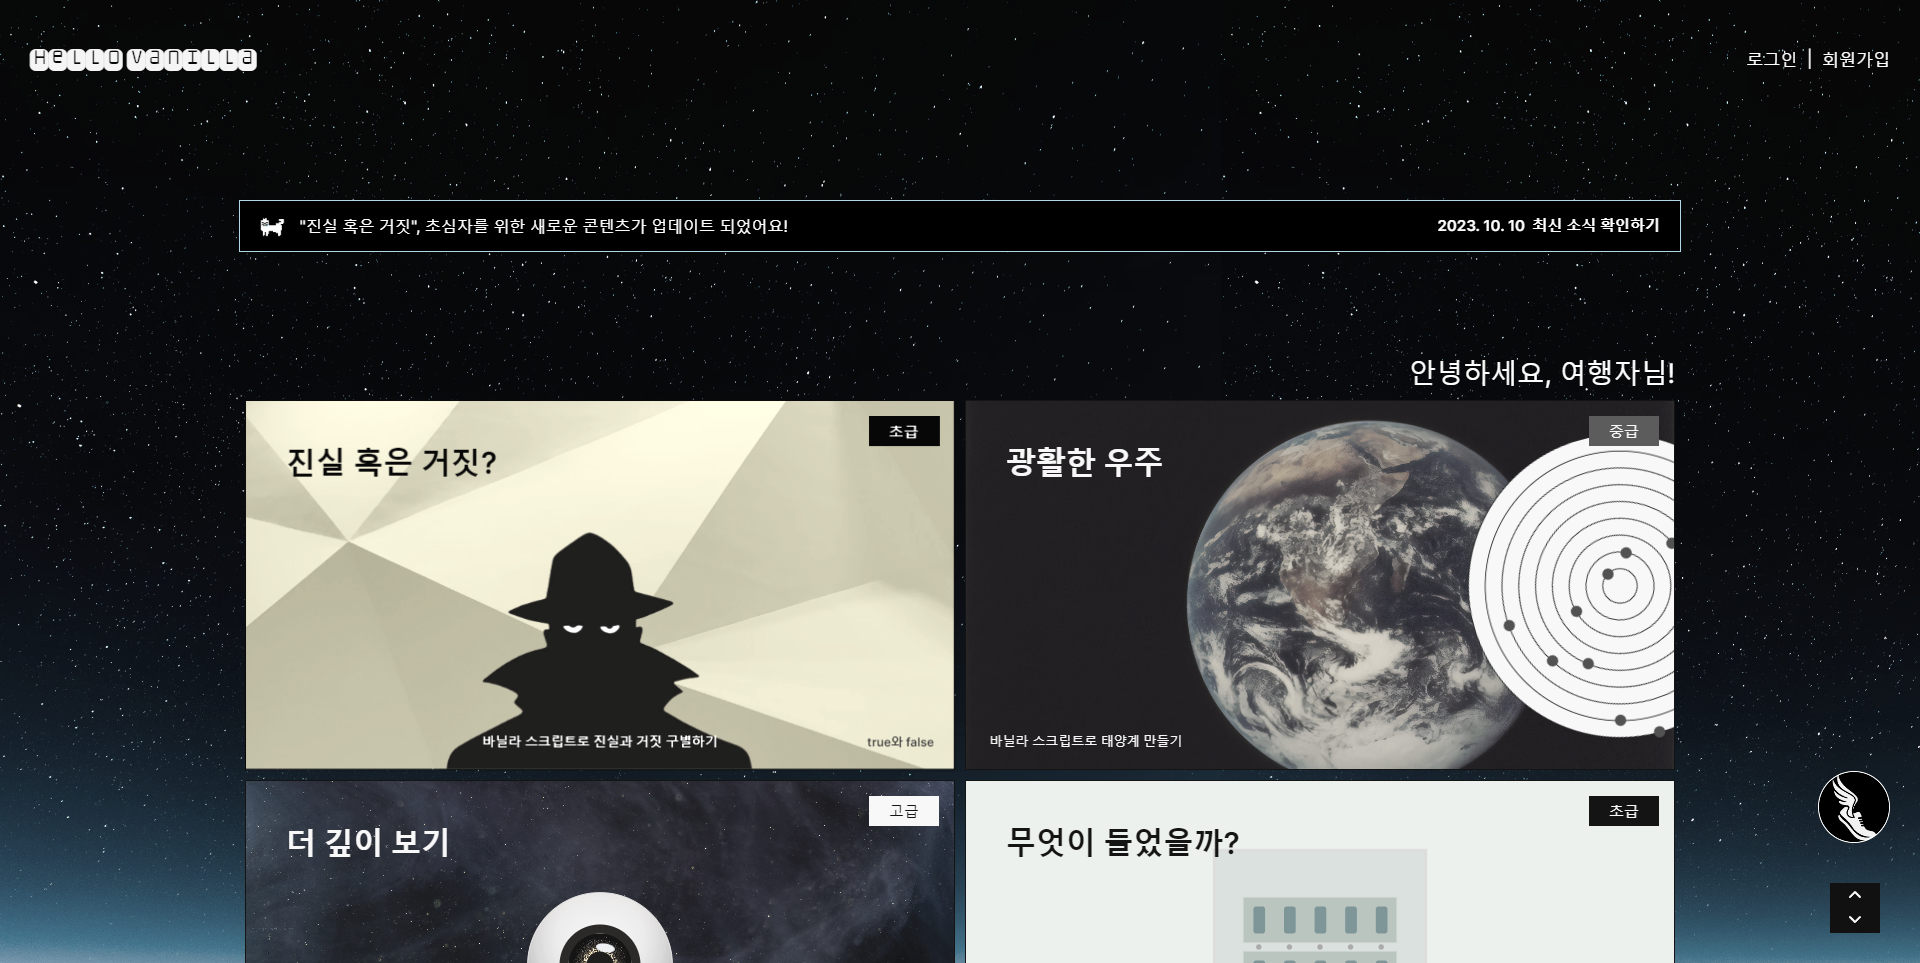 HELLO VANILLA
로그인 | 회원가입
"진실 혹은 거짓", 초심자를 위한 새로운 콘텐츠가 업데이트 되었어요!
2023. 10. 10 최신 소식 확인하기
안녕하세요, 여행자님!
초급
진실 혹은 거짓?
바닐라 스크립트로 진실과 거짓 구별하기
true와 false
중급
광활한 우주
바닐라 스크립트로 태양계 만들기
고급
더 깊이 보기
초급
무엇이 들었을까?